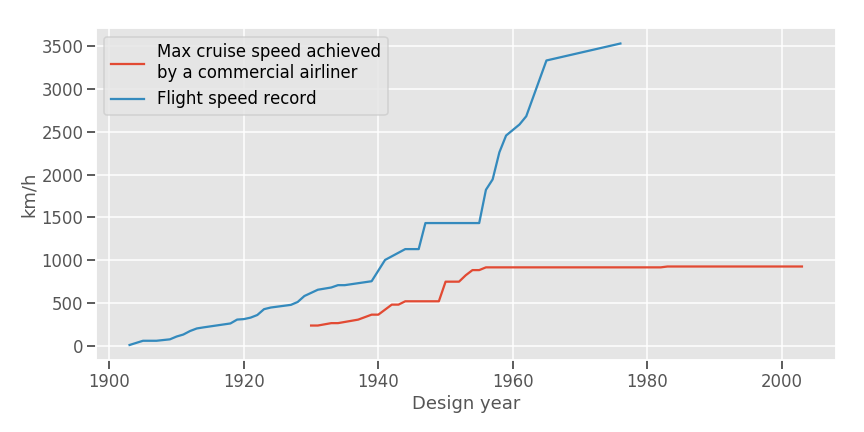 3500
3000
2500
2000
1500
1000
500
0
km/h
Max cruise speed achieved
by a commercial airliner
Flight speed record
1900 1920 1940 1960 1980 2000
Design year